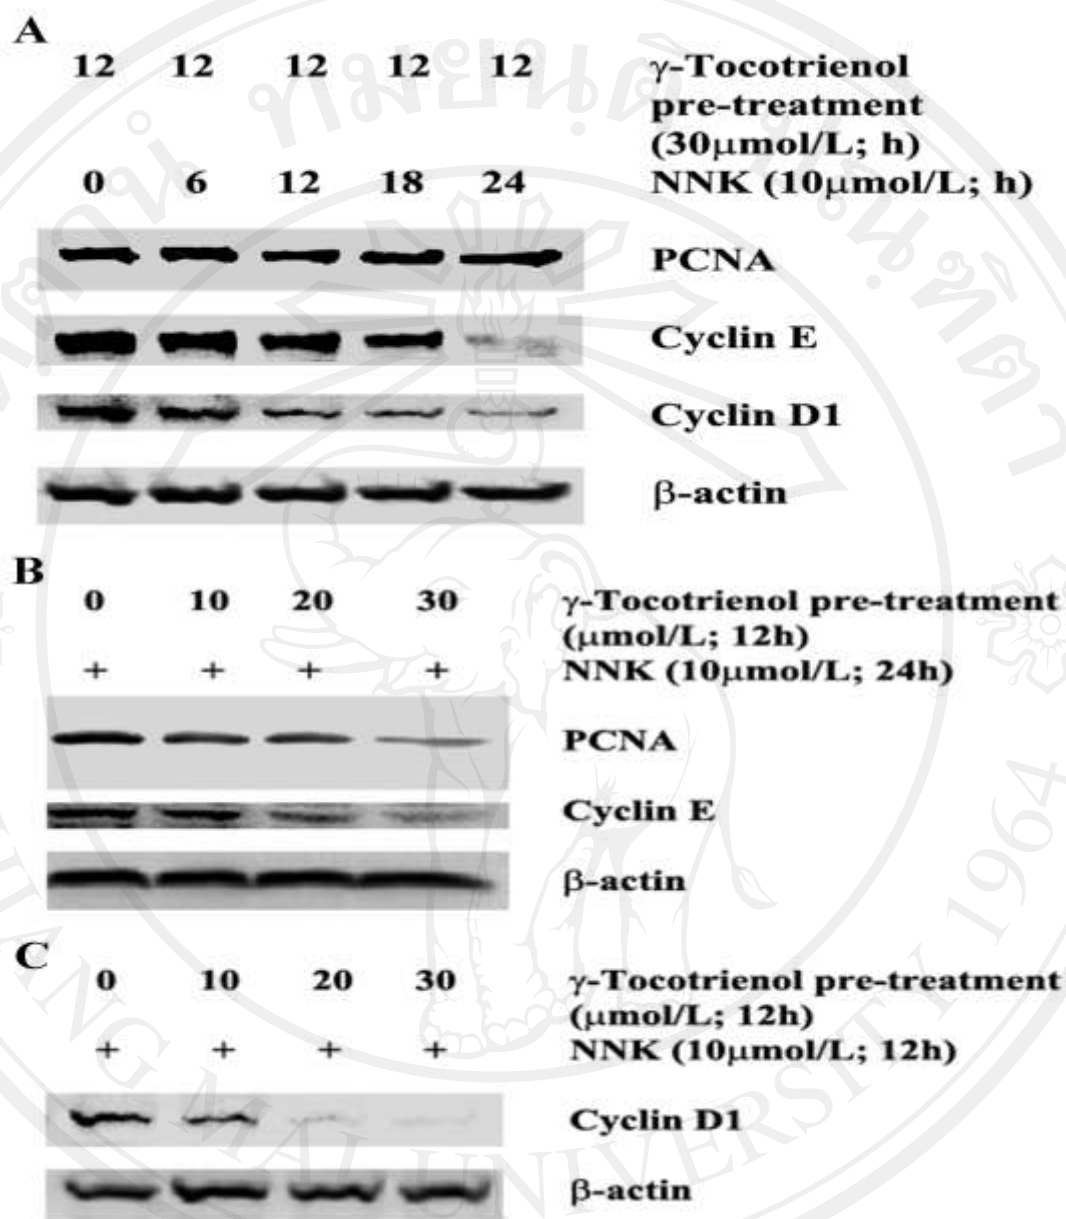 A
12 12 12 12 12 γ-Tocotrienol
pre-treatment
(30μmol/L; h)
0 6 12 18 24 NNK (10μmol/L; h)
PCNA
Cyclin E
Cyclin D1
β-actin
B
0 10 20 30 γ-Tocotrienol pre-treatment
(μmol/L; 12h)
+ + + + NNK (10μmol/L; 24h)
PCNA
Cyclin E
β-actin
C
0 10 20 30 γ-Tocotrienol pre-treatment
(μmol/L; 12h)
+ + + + NNK (10μmol/L; 12h)
Cyclin D1
β-actin
UNIVERSITY 1964